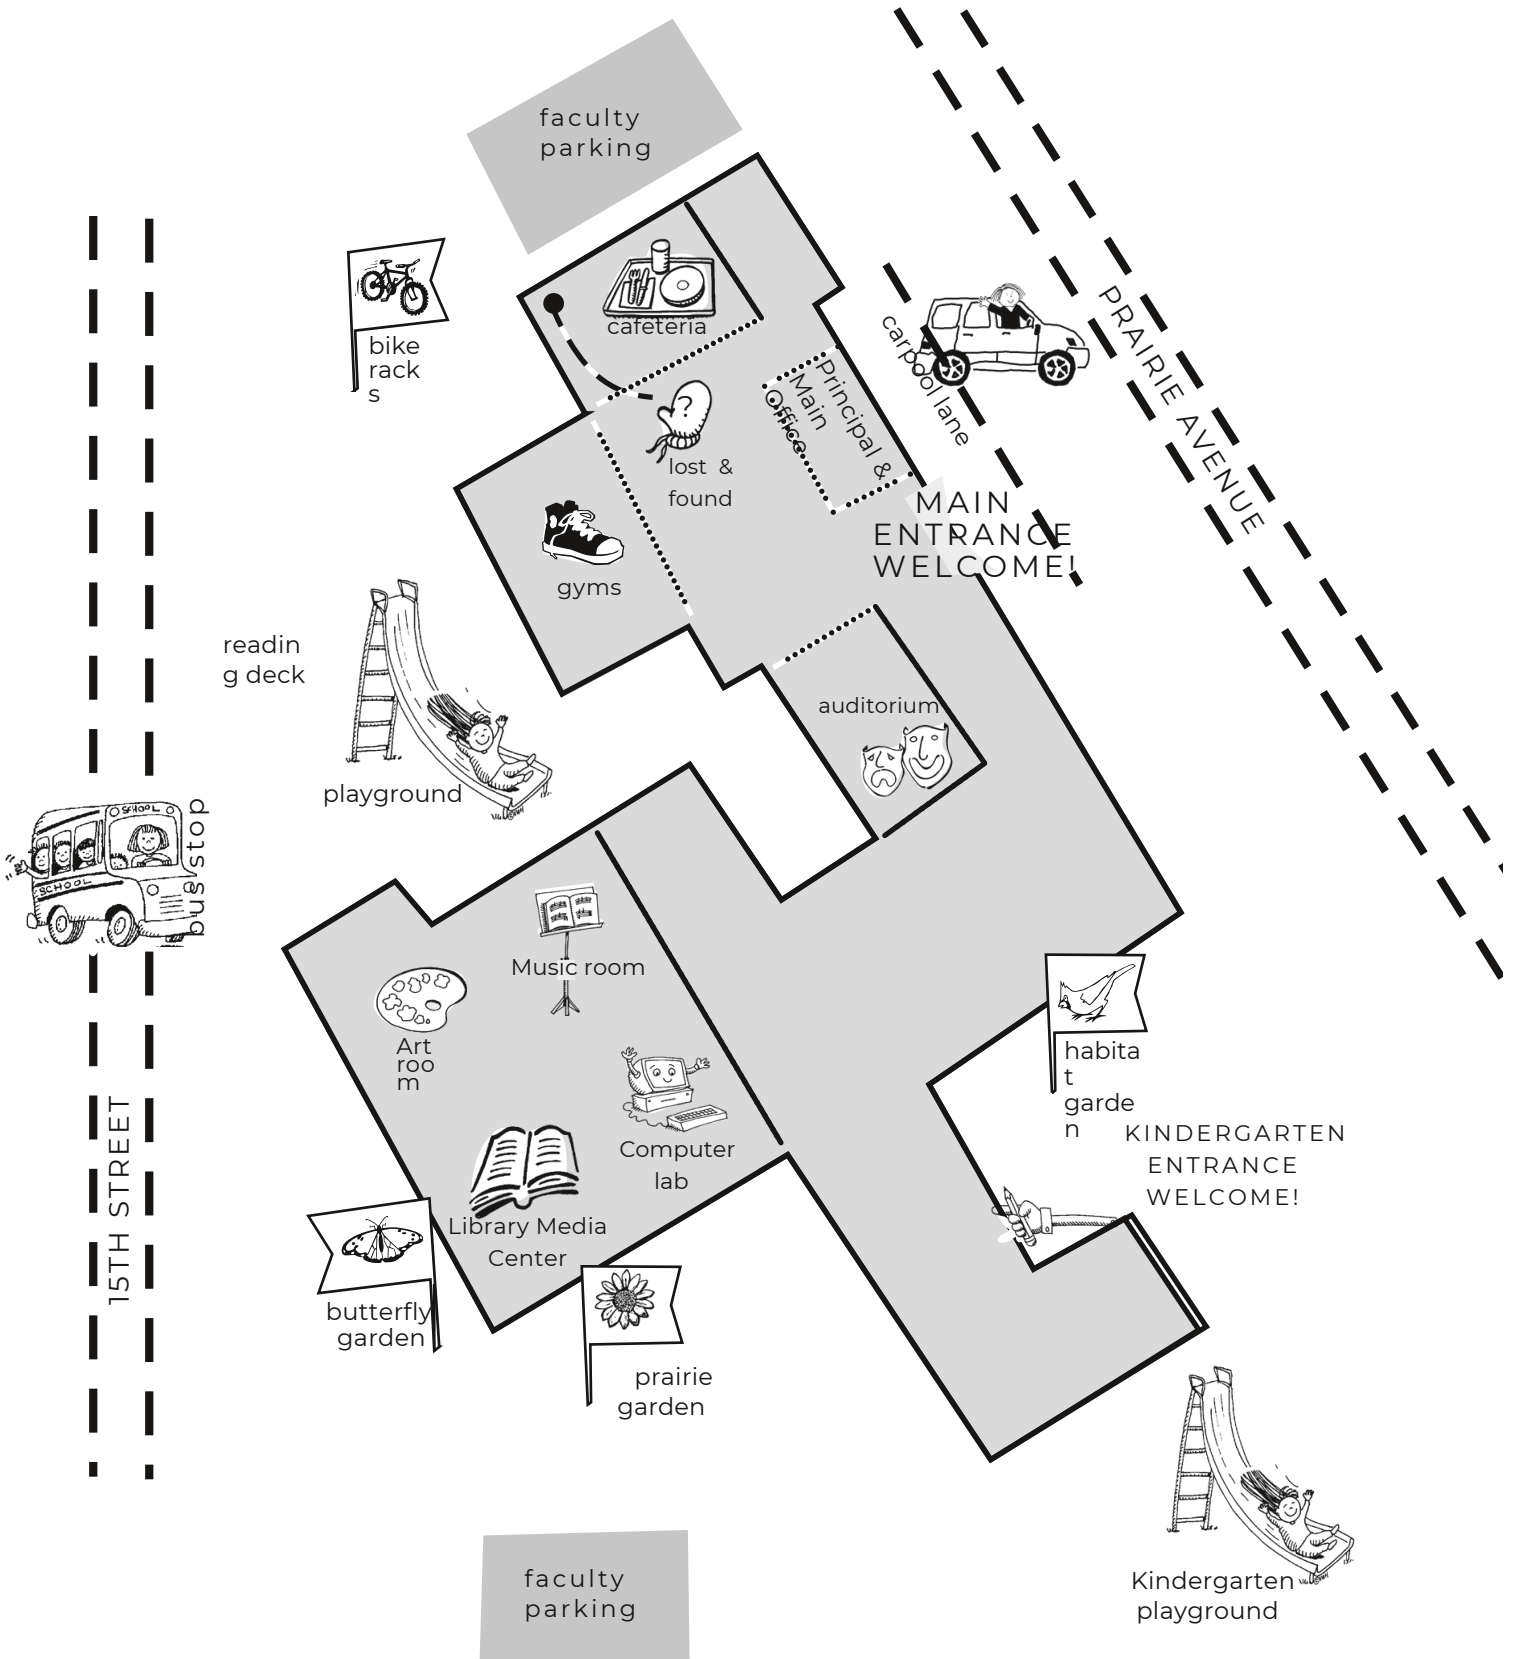 faculty
parking
bike
rack
s
cafeteria
?
lost & 
found
Principal &
Main
Office
carpool lane
PRAIRIE AVENUE
MAIN
ENTRANCE
WELCOME!
gyms
readin
g deck
playground
auditorium
SCHOOL
SCHOOL
bus stop
Music room
Art
roo
m
Computer
lab
Library Media
Center
habita
t
garde
n
KINDERGARTEN
ENTRANCE
WELCOME!
15TH STREET
butterfly
garden
prairie
garden
faculty
parking
Kindergarten
playground